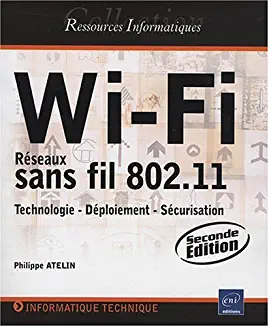 Collection
Ressources Informatiques
Wi-Fi
Réseaux
sans fil 802.11
Technologie - Déploiement - Sécurisation
Seconde
Edition
Philippe ATELIN
INFORMATIQUE TECHNIQUE
eni
éditions